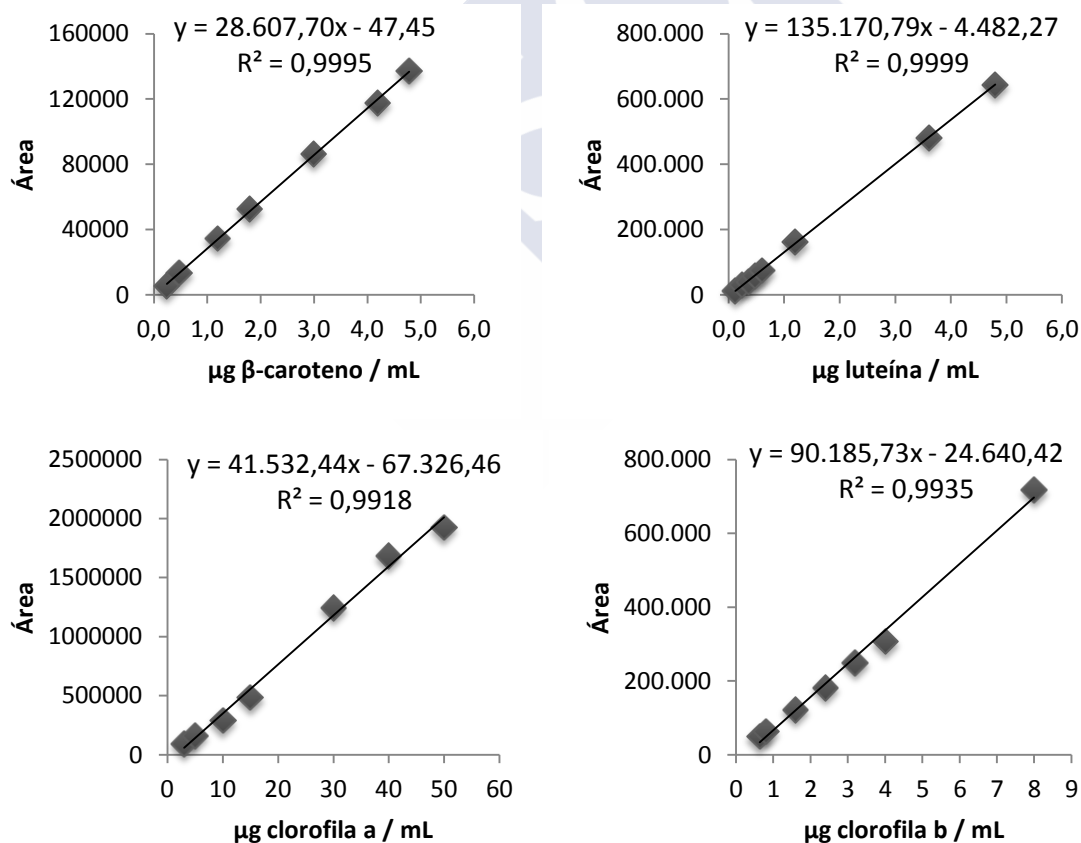 y = 28.607,70x - 47,45
R² = 0,9995
160000
120000
80000
40000
0
Área
0,0 1,0 2,0 3,0 4,0 5,0 6,0
µg β-caroteno / mL
y = 135.170,79x - 4.482,27
R² = 0,9999
800.000
600.000
400.000
200.000
0
Área
0,0 1,0 2,0 3,0 4,0 5,0 6,0
µg luteína / mL
y = 41.532,44x - 67.326,46
R² = 0,9918
2500000
2000000
1500000
1000000
500000
0
Área
0 10 20 30 40 50 60
µg clorofila a / mL
y = 90.185,73x - 24.640,42
R² = 0,9935
800.000
600.000
400.000
200.000
0
Área
0 1 2 3 4 5 6 7 8 9
µg clorofila b / mL